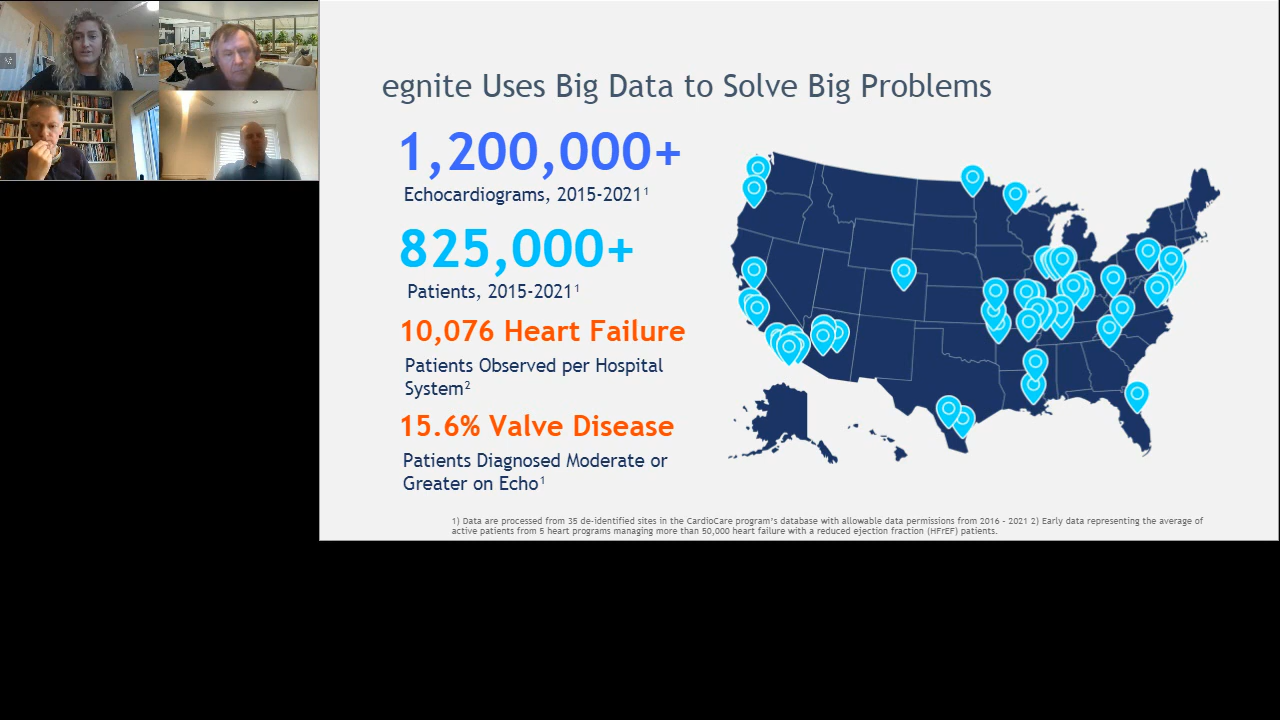 egnite Uses Big Data to Solve Big Problems
1,200,000+
Echocardiograms, 2015-2021¹
825,000+
Patients, 2015-2021¹
10,076 Heart Failure
Patients Observed per Hospital
System²
15.6% Valve Disease
Patients Diagnosed Moderate or
Greater on Echo¹
1) Data are processed from 35 de-identified sites in the CardioCare program's database with allowable data permissions from 2016 - 2021 2) Early data representing the average of
active patients from 5 heart programs managing more than 50,000 heart failure with a reduced ejection fraction (HFrEF) patients.